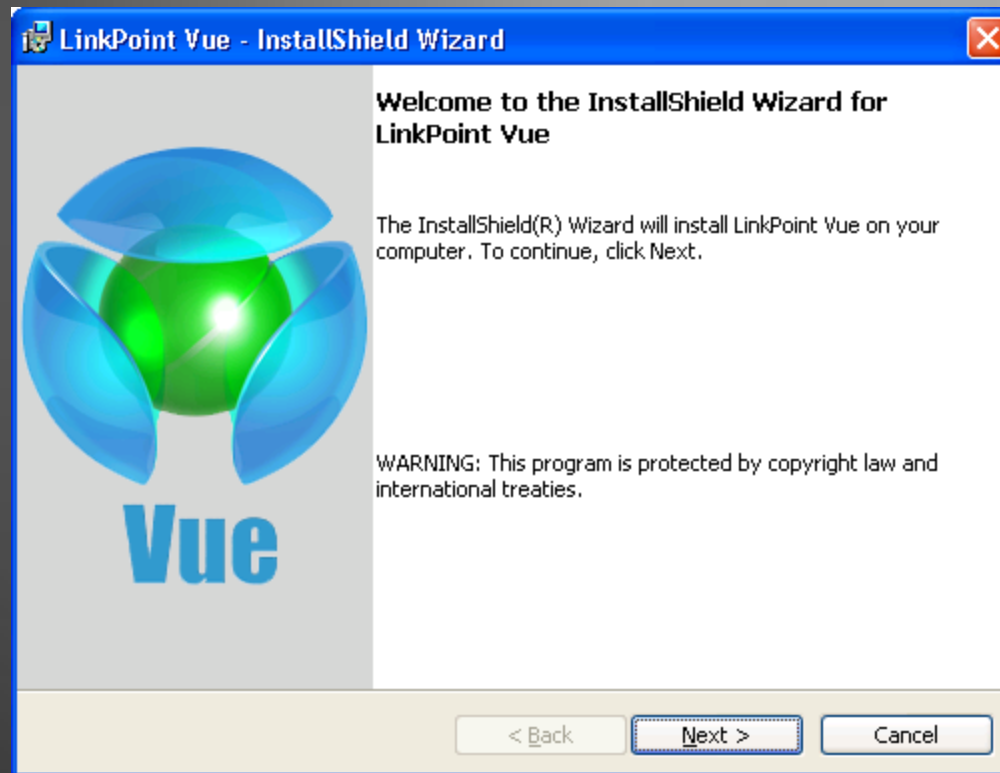 LinkPoint Vue - InstallShield Wizard
Welcome to the InstallShield Wizard for
LinkPoint Vue
The InstallShield(R) Wizard will install LinkPoint Vue on your
computer. To continue, click Next.
WARNING: This program is protected by copyright law and
international treaties.
Vue
< Back
Next >
Cancel